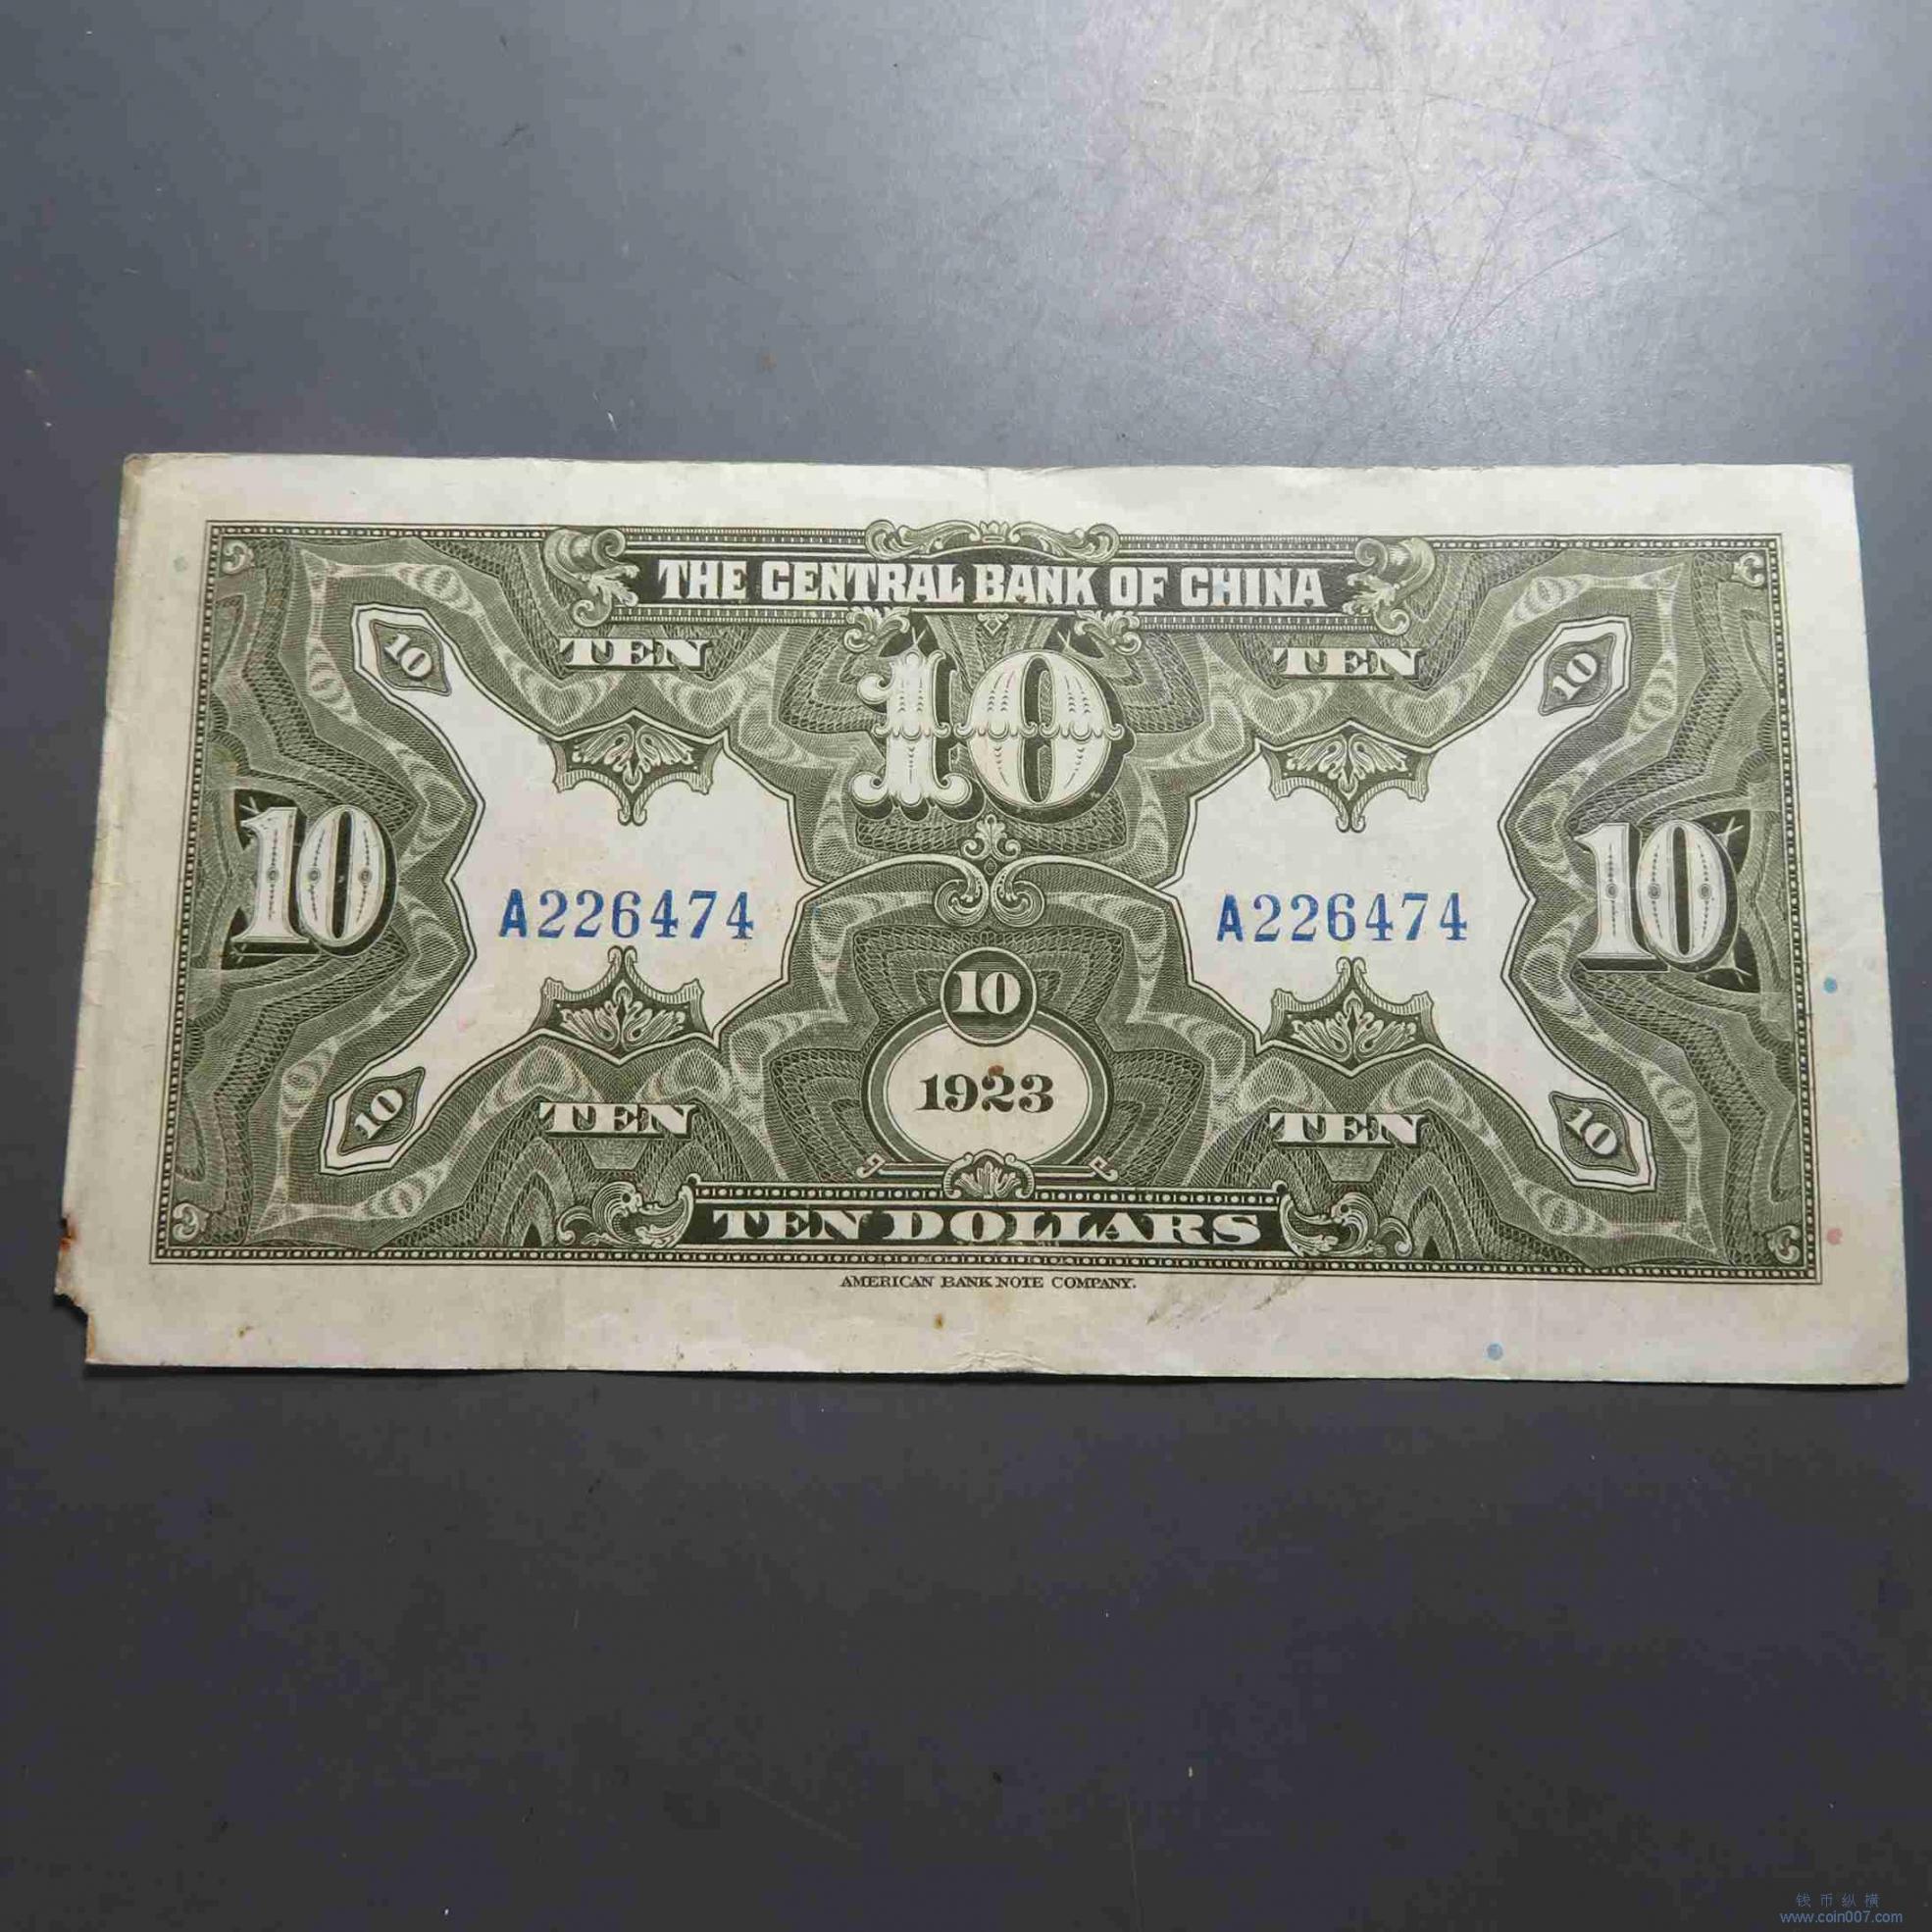 THE CENTRAL BANK OF CHINA
TEN 10 TEN
10 10
10 10
A226474 A226474
10
1923
10 10
TEN TEN
TEN DOLLARS
AMERICAN BANK NOTE COMPANY.
钱币纵横
www.coin007.com